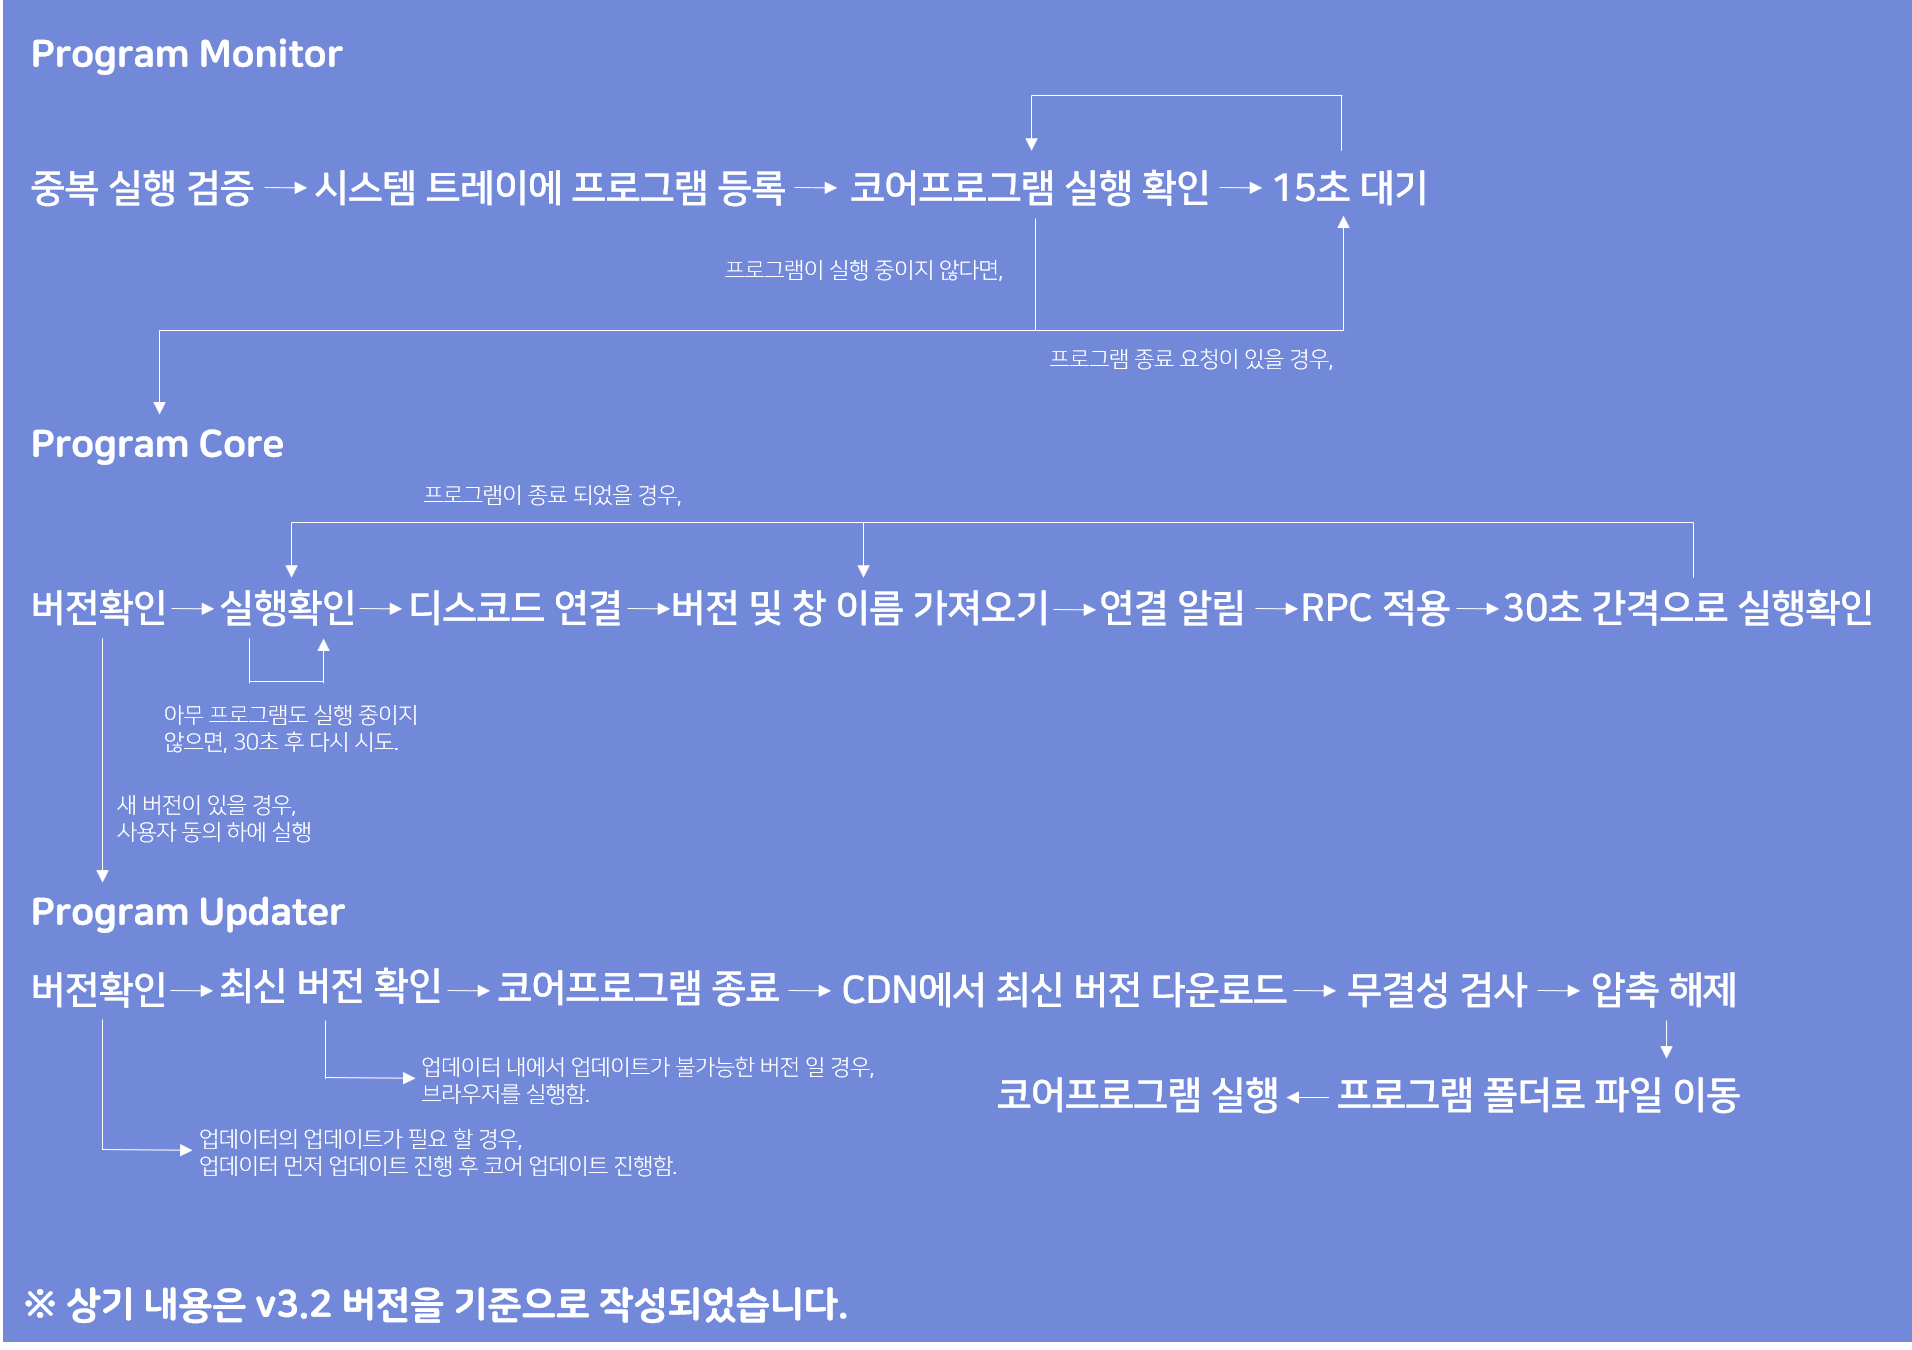 Program Monitor
중복 실행 검증
시스템 트레이에 프로그램 등록
코어프로그램 실행 확인
15초 대기
프로그램이 실행 중이지 않다면,
프로그램 종료 요청이 있을 경우,
Program Core
프로그램이 종료 되었을 경우,
버전확인
실행확인
디스코드 연결
버전 및 창 이름 가져오기
연결 알림
RPC 적용
30초 간격으로 실행확인
아무 프로그램도 실행 중이지
않으면, 30초 후 다시 시도.
새 버전이 있을 경우,
사용자 동의 하에 실행
Program Updater
버전확인
최신 버전 확인
코어프로그램 종료
CDN에서 최신 버전 다운로드
무결성 검사
압축 해제
업데이터 내에서 업데이트가 불가능한 버전 일 경우,
브라우저를 실행함.
코어프로그램 실행
프로그램 폴더로 파일 이동
업데이터의 업데이트가 필요 할 경우,
업데이터 먼저 업데이트 진행 후 코어 업데이트 진행함.
※ 상기 내용은 v3.2 버전을 기준으로 작성되었습니다.